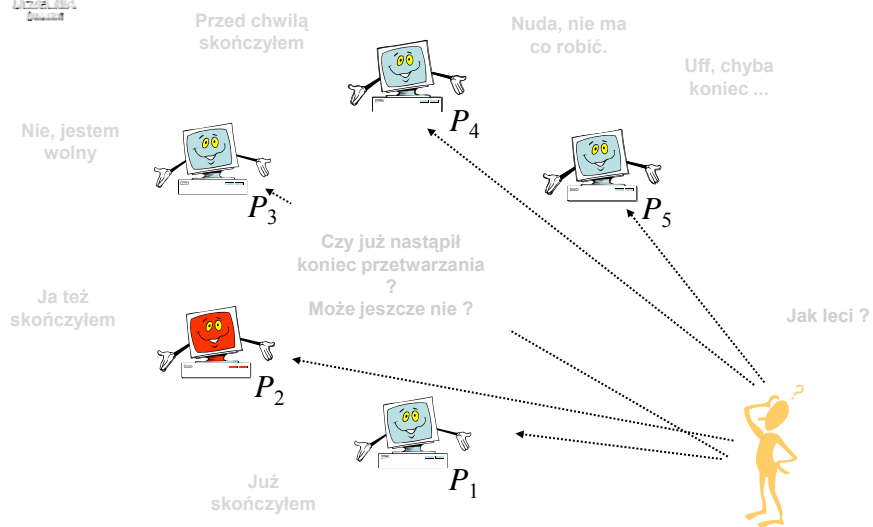 Przed chwilą
skończyłem
Nuda, nie ma
co robić.
Uff, chyba
koniec ...
P4
Nie, jestem
wolny
P3
P5
Czy już nastąpił
koniec przetwarzania
?
Może jeszcze nie ?
Ja też
skończyłem
Jak leci ?
P2
?
Już
skończyłem
P1